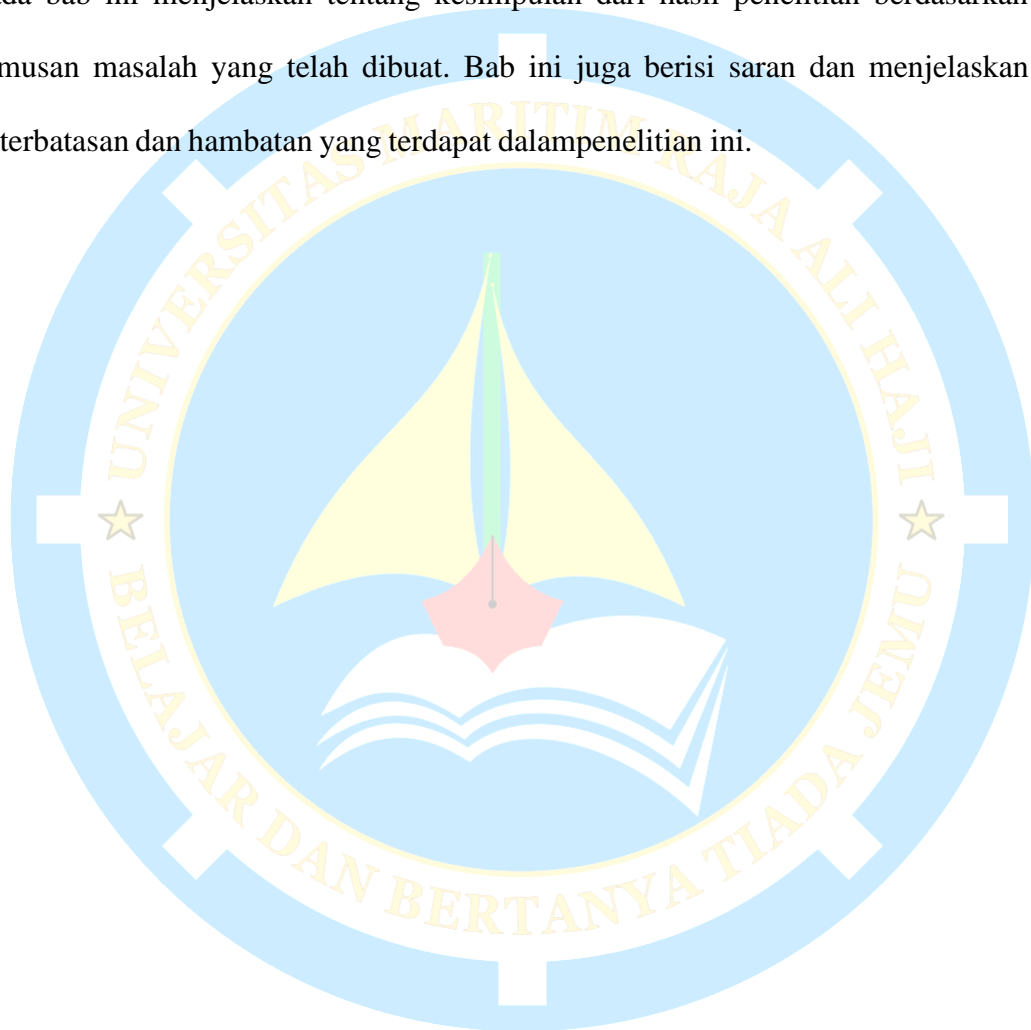 ada bab ini menjelaskan tentang kesimpulan dari hasil penelitian berdasarkan
musan masalah yang telah dibuat. Bab ini juga berisi saran dan menjelaskan
terbatasan dan hambatan yang terdapat dalampenelitian ini.
UNIVERSITAS MARITIM RAJA ALI HAJI
BELAJAR DAN BERTANYA TIADA JEMU